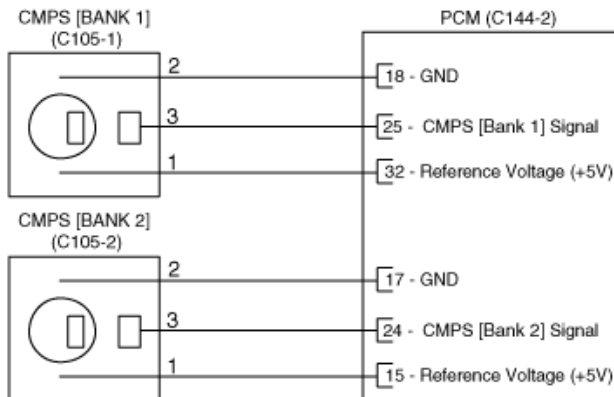 CMPS [BANK 1]
(C105-1)
PCM (C144-2)
2
18 - GND
3
25 - CMPS [Bank 1] Signal
1
32 - Reference Voltage (+5V)
CMPS [BANK 2]
(C105-2)
2
17 - GND
3
24 - CMPS [Bank 2] Signal
1
15 - Reference Voltage (+5V)